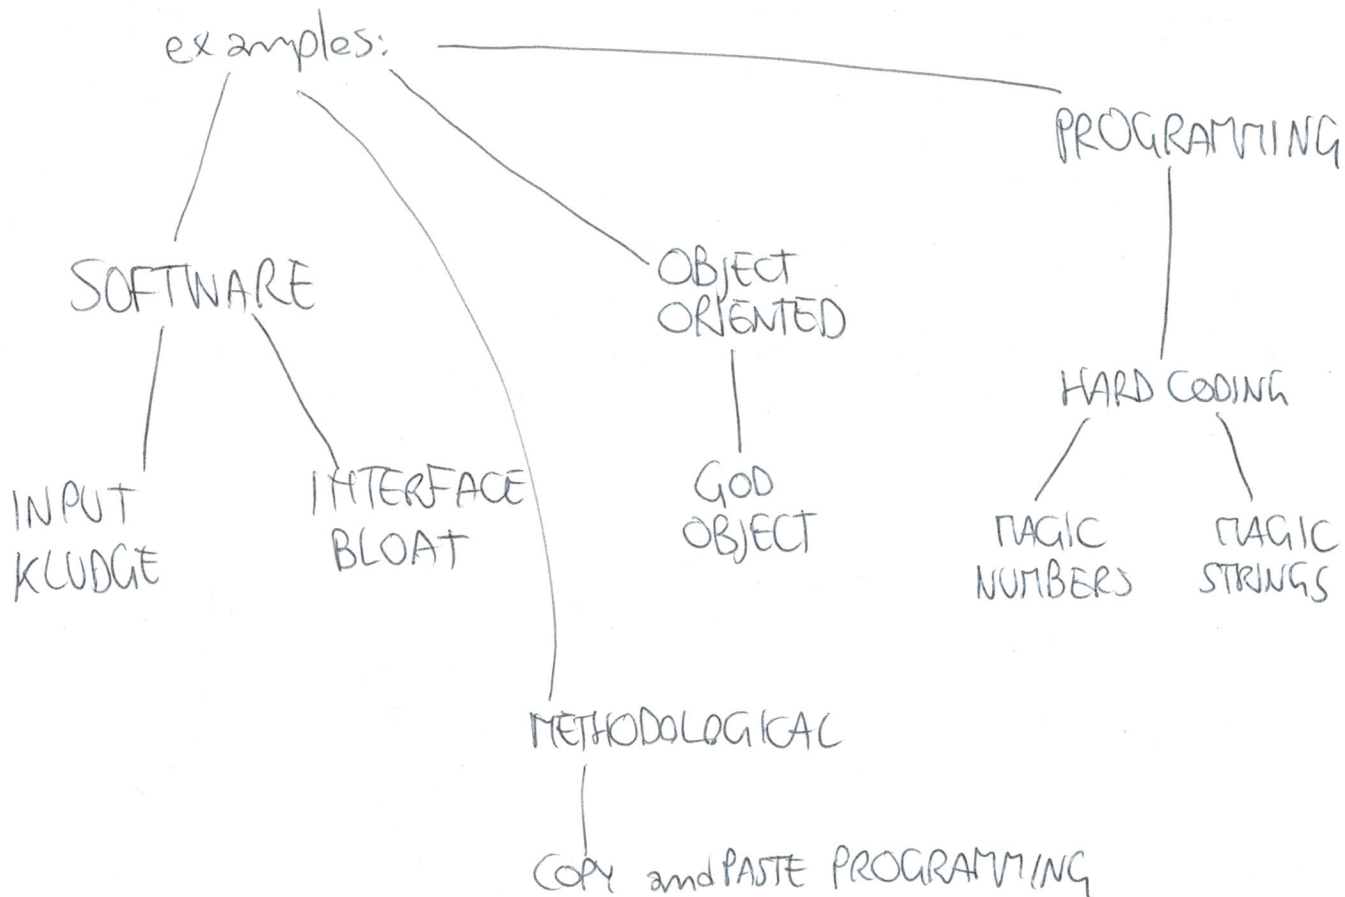 examples:
PROGRAMMING
SOFTWARE
OBJECT
ORIENTED
HARD CODING
INPUT
KLUDGE
INTERFACE
BLOAT
GOD
OBJECT
MAGIC
NUMBERS
MAGIC
STRINGS
METHODOLOGICAL
COPY and PASTE PROGRAMMING